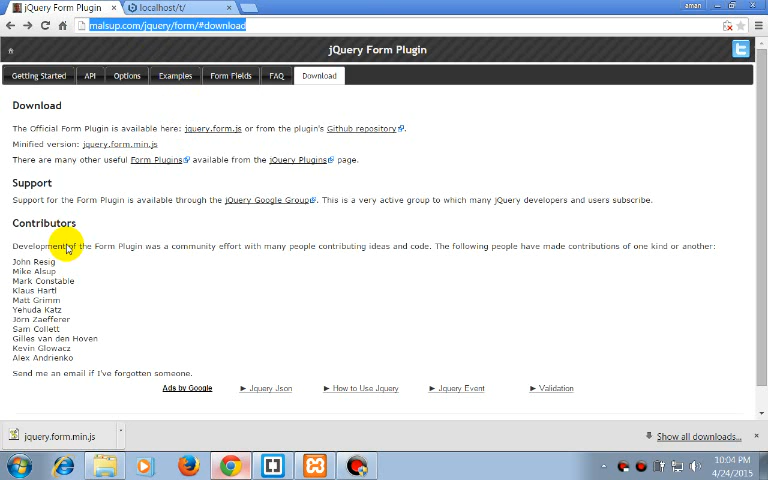 jQuery Form Plugin
localhost/t/
aman
malsup.com/jquery/form/#download
jQuery Form Plugin
Getting Started API Options Examples Form Fields FAQ Download
Download
The Official Form Plugin is available here: jquery.form.js or from the plugin's Github repository.
Minified version: jquery.form.min.js
There are many other useful Form Plugins available from the jQuery Plugins page.
Support
Support for the Form Plugin is available through the jQuery Google Group. This is a very active group to which many jQuery developers and users subscribe.
Contributors
Development of the Form Plugin was a community effort with many people contributing ideas and code. The following people have made contributions of one kind or another:
John Resig
Mike Alsup
Mark Constable
Klaus Hartl
Matt Grimm
Yehuda Katz
Jörn Zaefferer
Sam Collett
Gilles van den Hoven
Kevin Glowacz
Alex Andrienko
Send me an email if I've forgotten someone.
Ads by Google ► Jquery Json ► How to Use Jquery ► Jquery Event ► Validation
jquery.form.min.js
Show all downloads...
10:04 PM
4/24/2015